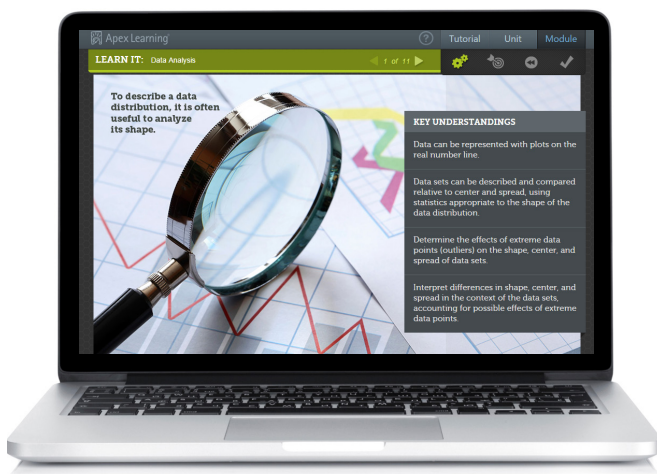 Apex Learning
?
Tutorial
Unit
Module
LEARN IT: Data Analysis
1 of 11
To describe a data
distribution, it is often
useful to analyze
its shape.
KEY UNDERSTANDINGS
Data can be represented with plots on the
real number line.
Data sets can be described and compared
relative to center and spread, using
statistics appropriate to the shape of the
data distribution.
Determine the effects of extreme data
points (outliers) on the shape, center, and
spread of data sets.
Interpret differences in shape, center, and
spread in the context of the data sets,
accounting for possible effects of extreme
data points.